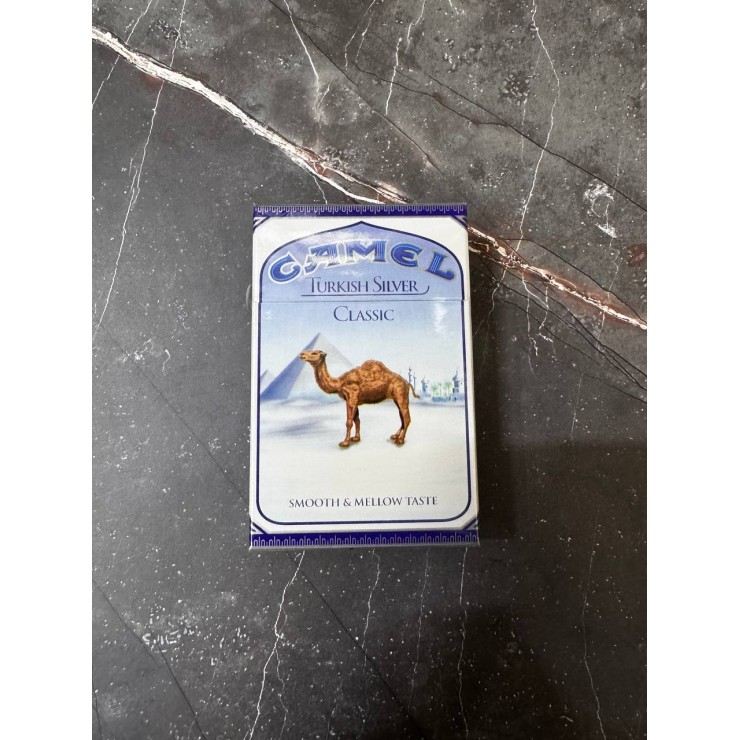 CAMEL
TURKISH SILVER
CLASSIC
SMOOTH & MELLOW TASTE